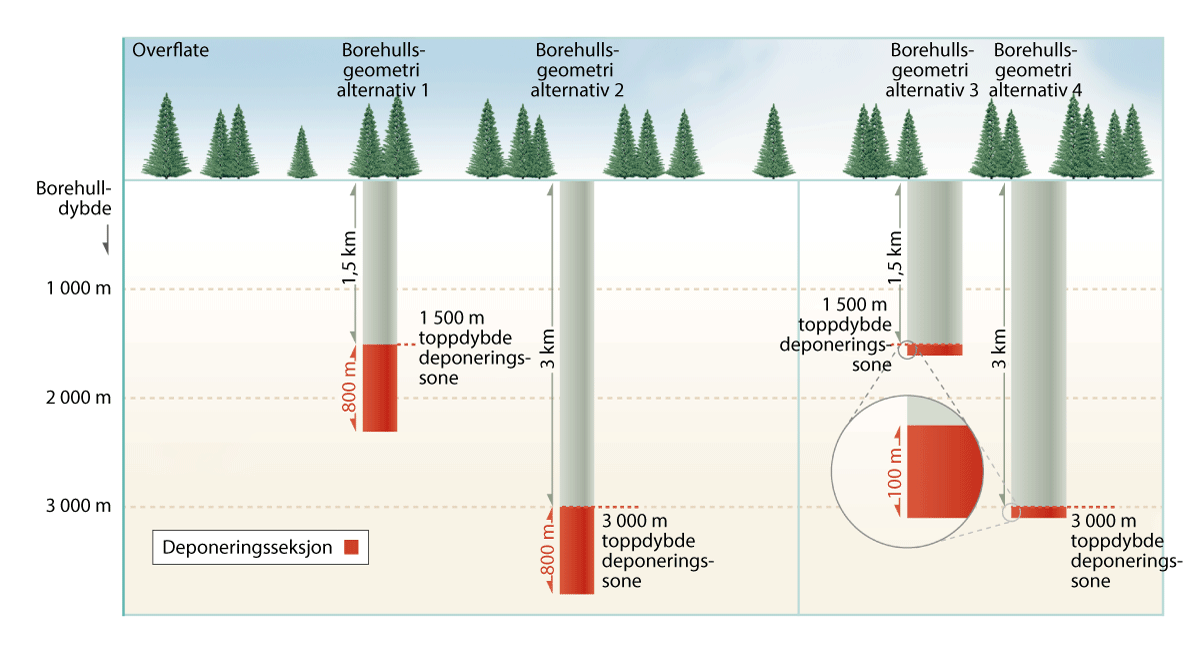 Overflate
Borehulls-
geometri
alternativ 1
Borehulls-
geometri
alternativ 2
Borehulls-
geometri
alternativ 3
Borehulls-
geometri
alternativ 4
Borehull-
dybde
1 000 m
2 000 m
3 000 m
1,5 km
800 m
1 500 m
toppdybde
deponerings-
sone
3 km
800 m
3 000 m
toppdybde
deponerings-
sone
1,5 km
1 500 m
toppdybde
deponerings-
sone
100 m
3 km
3 000 m
toppdybde
deponerings-
sone
Deponeringsseksjon